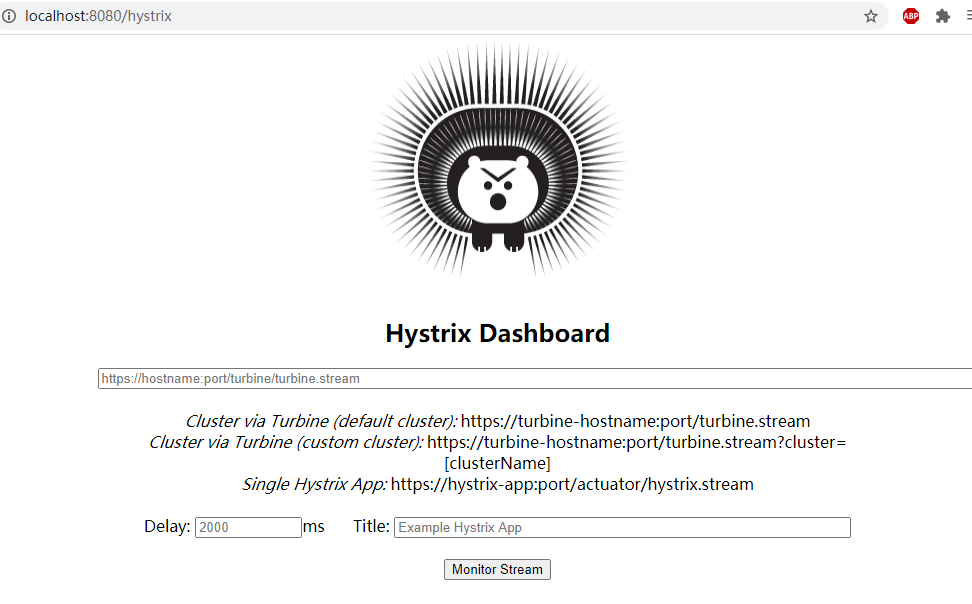 localhost:8080/hystrix
ABP
Hystrix Dashboard
https://hostname:port/turbine/turbine.stream
Cluster via Turbine (default cluster): https://turbine-hostname:port/turbine.stream
Cluster via Turbine (custom cluster): https://turbine-hostname:port/turbine.stream?cluster=
[clusterName]
Single Hystrix App: https://hystrix-app:port/actuator/hystrix.stream
Delay: 2000 ms Title: Example Hystrix App
Monitor Stream